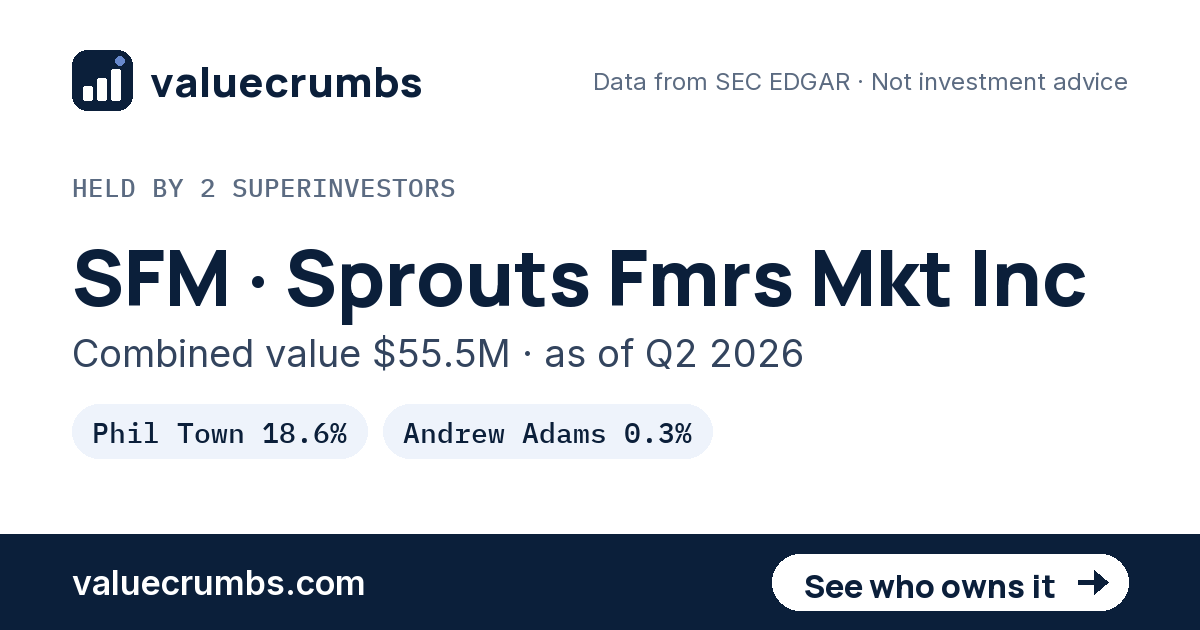 valuecrumbs
Data from SEC EDGAR · Not investment advice
HELD BY 2 SUPERINVESTORS
SFM · Sprouts Fmrs Mkt Inc
Combined value $55.5M · as of Q2 2026
Phil Town 18.6%
Andrew Adams 0.3%
valuecrumbs.com
See who owns it →